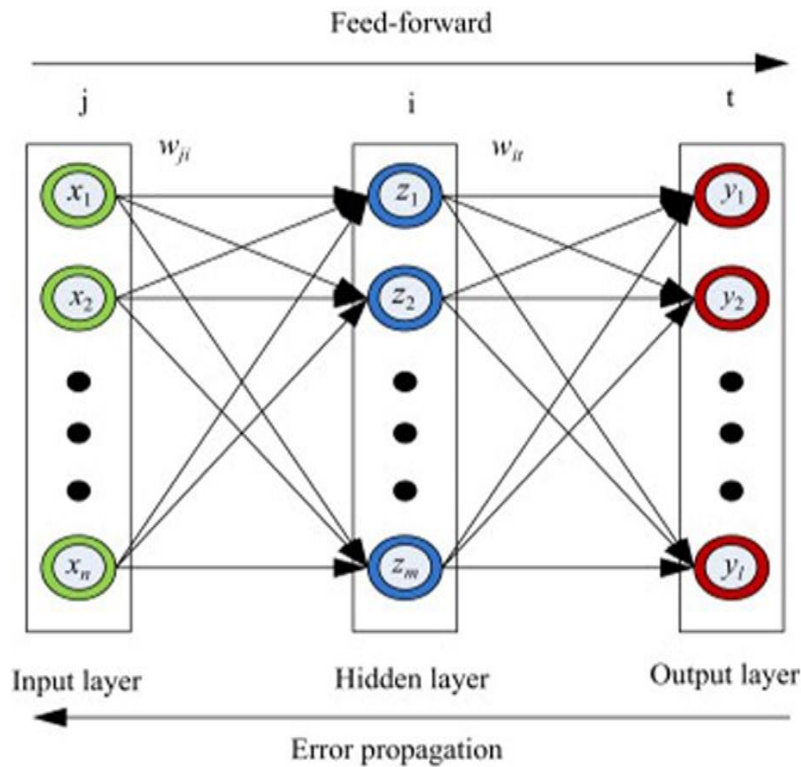 Feed-forward
j i t
w_ji w_it
x_1 z_1 y_1
x_2 z_2 y_2
x_n z_m y_l
Input layer Hidden layer Output layer
Error propagation